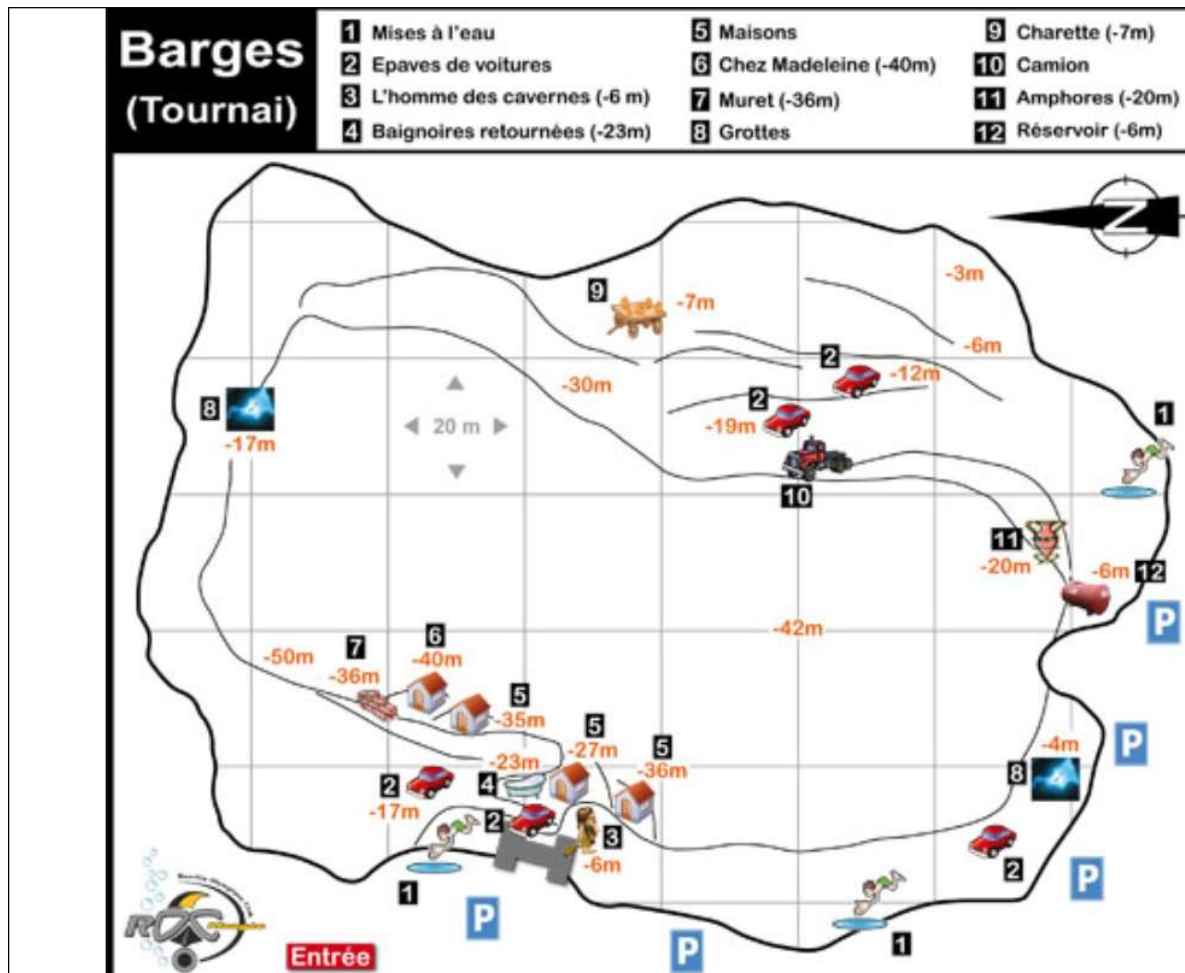 Barges
(Tournai)
1 Mises à l'eau
2 Epaves de voitures
3 L'homme des cavernes (-6 m)
4 Baignoires retournées (-23m)
5 Maisons
6 Chez Madeleine (-40m)
7 Muret (-36m)
8 Grottes
9 Charette (-7m)
10 Camion
11 Amphores (-20m)
12 Réservoir (-6m)
N
-3m
9
-7m
-6m
2
-12m
-30m
8
-17m
20 m
2
-19m
1
10
11
-20m
-6m 12
P
-42m
6
7
-50m
-40m
-36m
5
-35m
5
-27m
5
-36m
P
-4m
8
-23m
4
2
-17m
2
3
-6m
2
1
P
P
P
1
ROC
Entrée